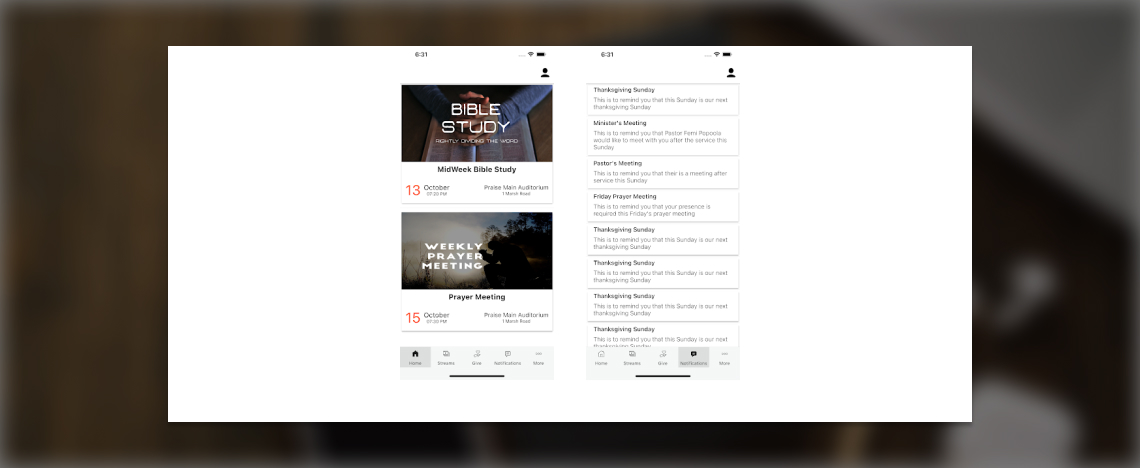 6:31
BIBLE
STUDY
RIGHTLY DIVIDING THE WORD
MidWeek Bible Study
13 October Praise Main Auditorium
07:20 PM 1 March Road
WEEKLY
PRAYER
MEETING
Prayer Meeting
15 October Praise Main Auditorium
07:20 PM 1 March Road
Home Streams Give Notifications More
6:31
Thanksgiving Sunday
This is to remind you that this Sunday is our next
thanksgiving Sunday
Minister's Meeting
This is to remind you that Pastor Femi Popoola
would like to meet with you after the service this
Sunday
Pastor's Meeting
This is to remind you that their is a meeting after
service this Sunday
Friday Prayer Meeting
This is to remind you that your presence is
required this Friday's prayer meeting
Thanksgiving Sunday
This is to remind you that this Sunday is our next
thanksgiving Sunday
Thanksgiving Sunday
This is to remind you that this Sunday is our next
thanksgiving Sunday
Thanksgiving Sunday
This is to remind you that this Sunday is our next
thanksgiving Sunday
Thanksgiving Sunday
This is to remind you that this Sunday is our next
thanksgiving Sunday
Home Streams Give Notifications More